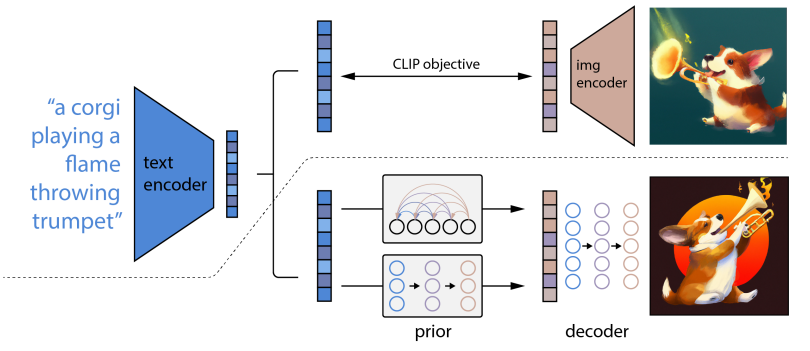 “a corgi
playing a
flame
throwing
trumpet”
text
encoder
CLIP objective
img
encoder
prior
decoder